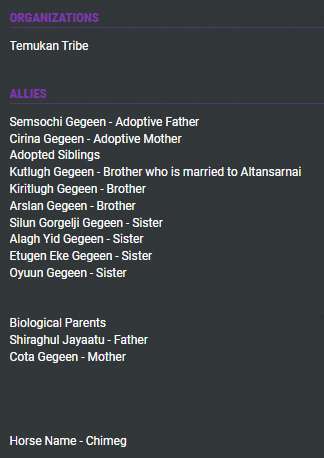 ORGANIZATIONS
Temukan Tribe
ALLIES
Semsochi Gegeen - Adoptive Father
Cirina Gegeen - Adoptive Mother
Adopted Siblings
Kutlugh Gegeen - Brother who is married to Altansarnai
Kiritlugh Gegeen - Brother
Arslan Gegeen - Brother
Silun Gorgelji Gegeen - Sister
Alagh Yid Gegeen - Sister
Etugen Eke Gegeen - Sister
Oyuun Gegeen - Sister
Biological Parents
Shiraghul Jayaatu - Father
Cota Gegeen - Mother
Horse Name - Chimeg